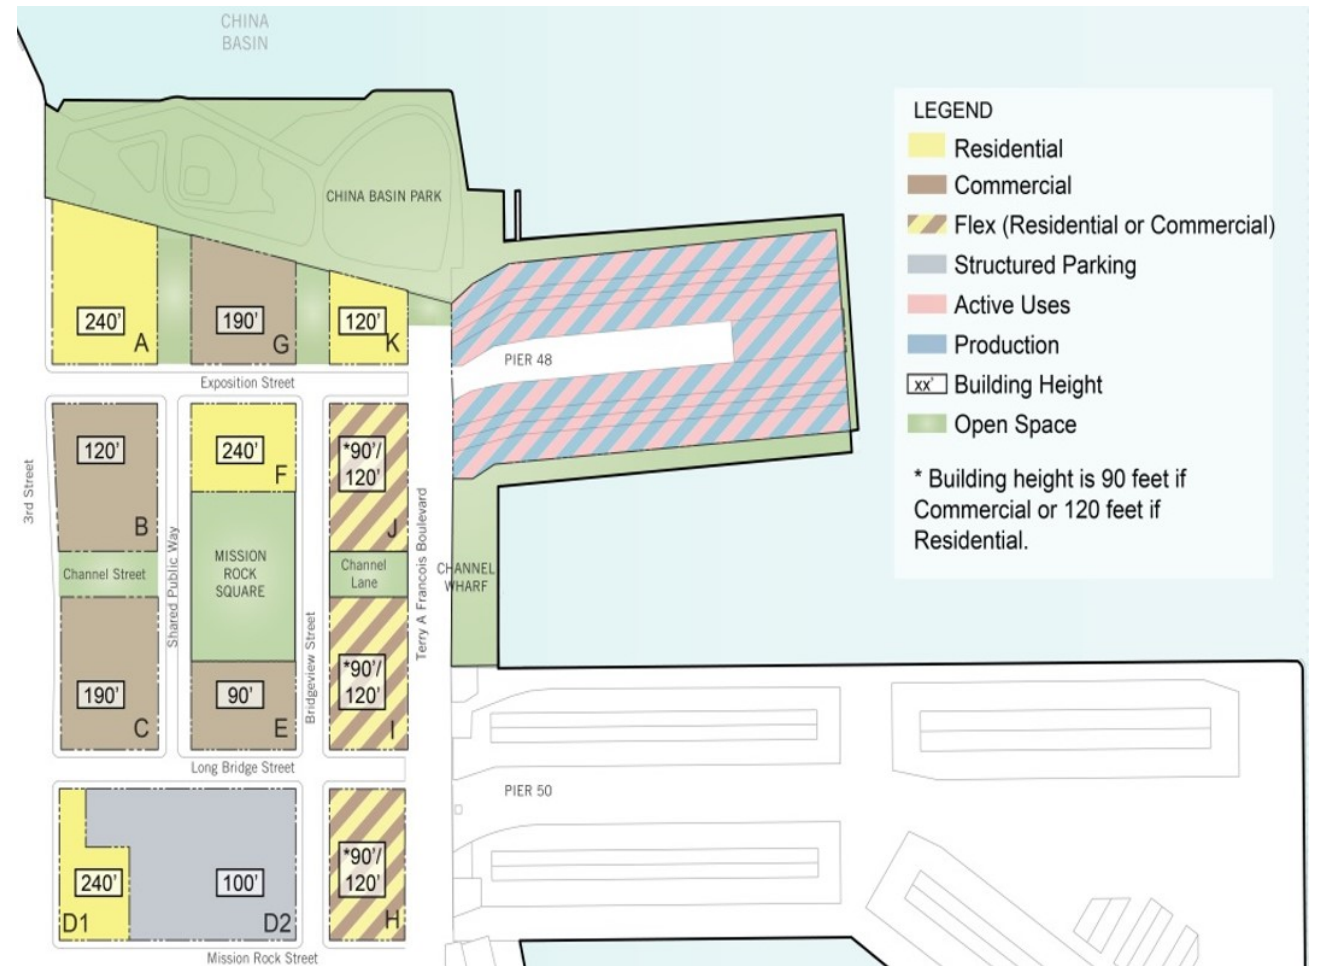 CHINA
BASIN
CHINA BASIN PARK
LEGEND
Residential
Commercial
Flex (Residential or Commercial)
Structured Parking
Active Uses
Production
xx' Building Height
Open Space
* Building height is 90 feet if
Commercial or 120 feet if
Residential.
240'
A
190'
G
120'
K
PIER 48
Exposition Street
3rd Street
120'
B
Shared Public Way
240'
F
*90'/
120'
J
Terry A Francois Boulevard
Channel Street
MISSION
ROCK
SQUARE
Channel
Lane
CHANNEL
WHARF
Bridgeview Street
190'
C
90'
E
*90'/
120'
I
Long Bridge Street
PIER 50
240'
D1
100'
D2
*90'/
120'
H
Mission Rock Street